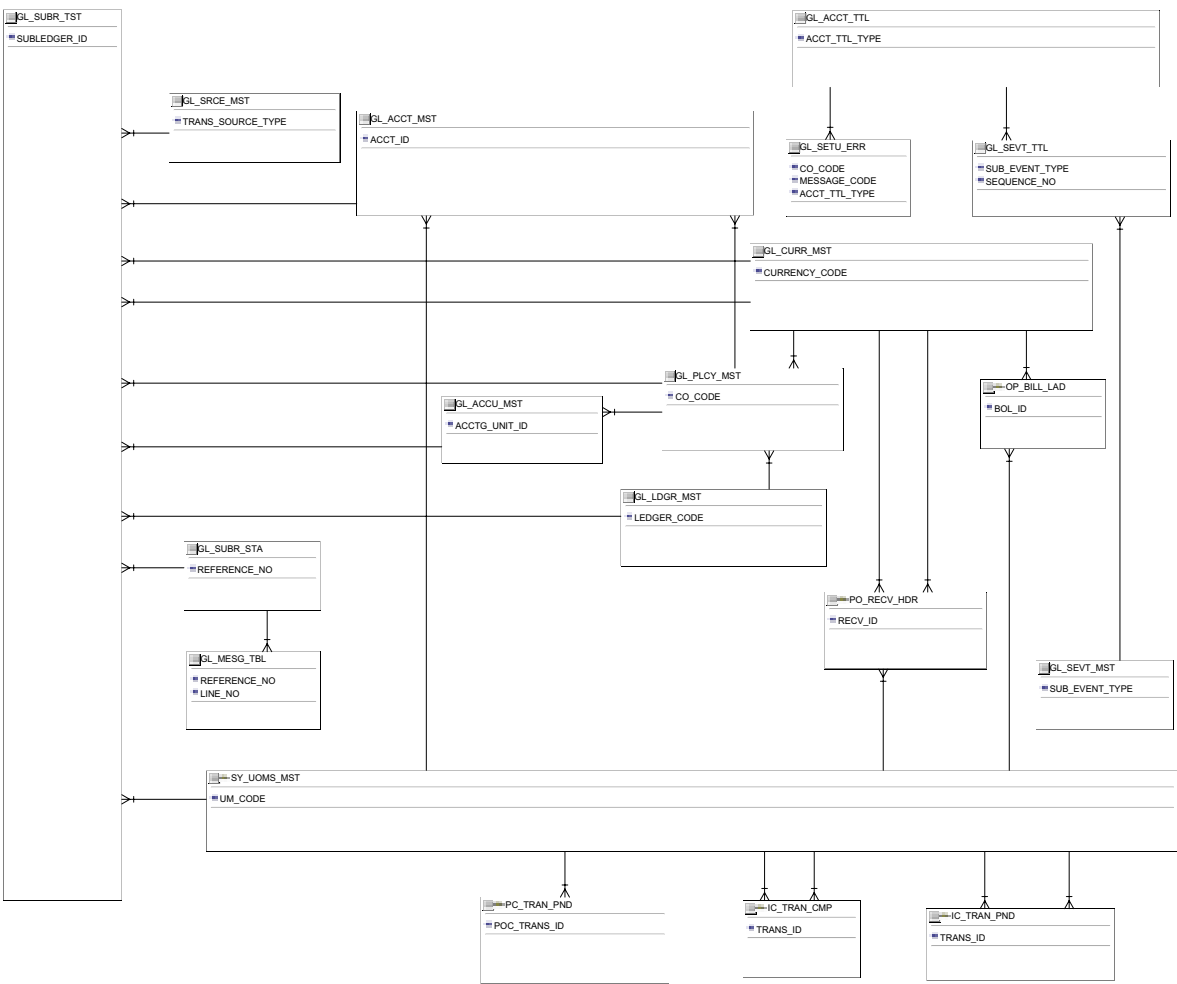 GL_SUBR_TST
SUBLEDGER_ID
GL_ACCT_TTL
ACCT_TTL_TYPE
GL_SRCE_MST
TRANS_SOURCE_TYPE
GL_ACCT_MST
ACCT_ID
GL_SETU_ERR
CO_CODE
MESSAGE_CODE
ACCT_TTL_TYPE
GL_SEVT_TTL
SUB_EVENT_TYPE
SEQUENCE_NO
GL_CURR_MST
CURRENCY_CODE
GL_PLCY_MST
CO_CODE
OP_BILL_LAD
BOL_ID
GL_ACCU_MST
ACCTG_UNIT_ID
GL_LDGR_MST
LEDGER_CODE
GL_SUBR_STA
REFERENCE_NO
PO_RECV_HDR
RECV_ID
GL_MESG_TBL
REFERENCE_NO
LINE_NO
GL_SEVT_MST
SUB_EVENT_TYPE
SY_UOMS_MST
UM_CODE
PC_TRAN_PND
POC_TRANS_ID
IC_TRAN_CMP
TRANS_ID
IC_TRAN_PND
TRANS_ID